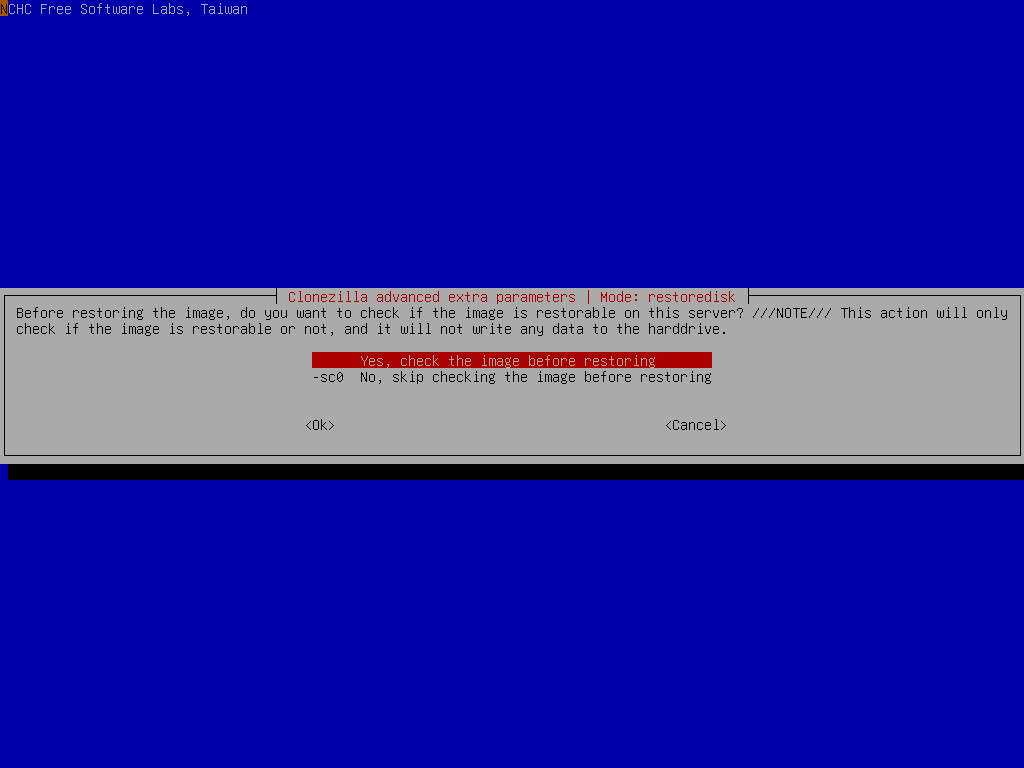 NCHC Free Software Labs, Taiwan
Clonezilla advanced extra parameters | Mode: restoredisk
Before restoring the image, do you want to check if the image is restorable on this server? ///NOTE/// This action will only
check if the image is restorable or not, and it will not write any data to the harddrive.
Yes, check the image before restoring
-sc0  No, skip checking the image before restoring
<Ok> <Cancel>